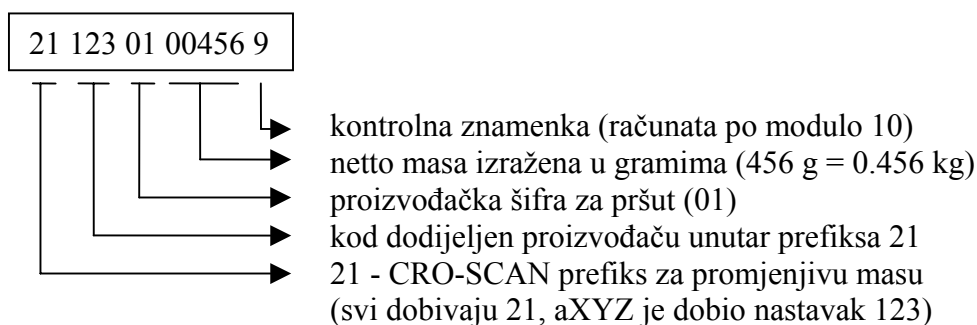 21 123 01 00456 9
kontrolna znamenka (računata po modulo 10)
netto masa izražena u gramima (456 g = 0.456 kg)
proizvođačka šifra za pršut (01)
kod dodijeljen proizvođaču unutar prefiksa 21
21 - CRO-SCAN prefiks za promjenjivu masu
(svi dobivaju 21, aXYZ je dobio nastavak 123)